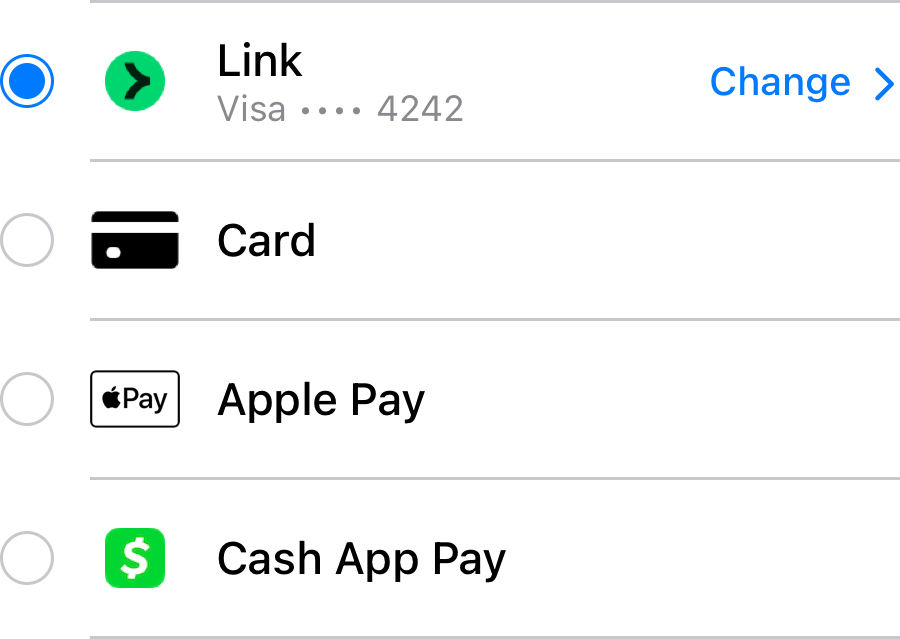 Link
Visa •••• 4242
Change
Card
Pay
Apple Pay
$
Cash App Pay